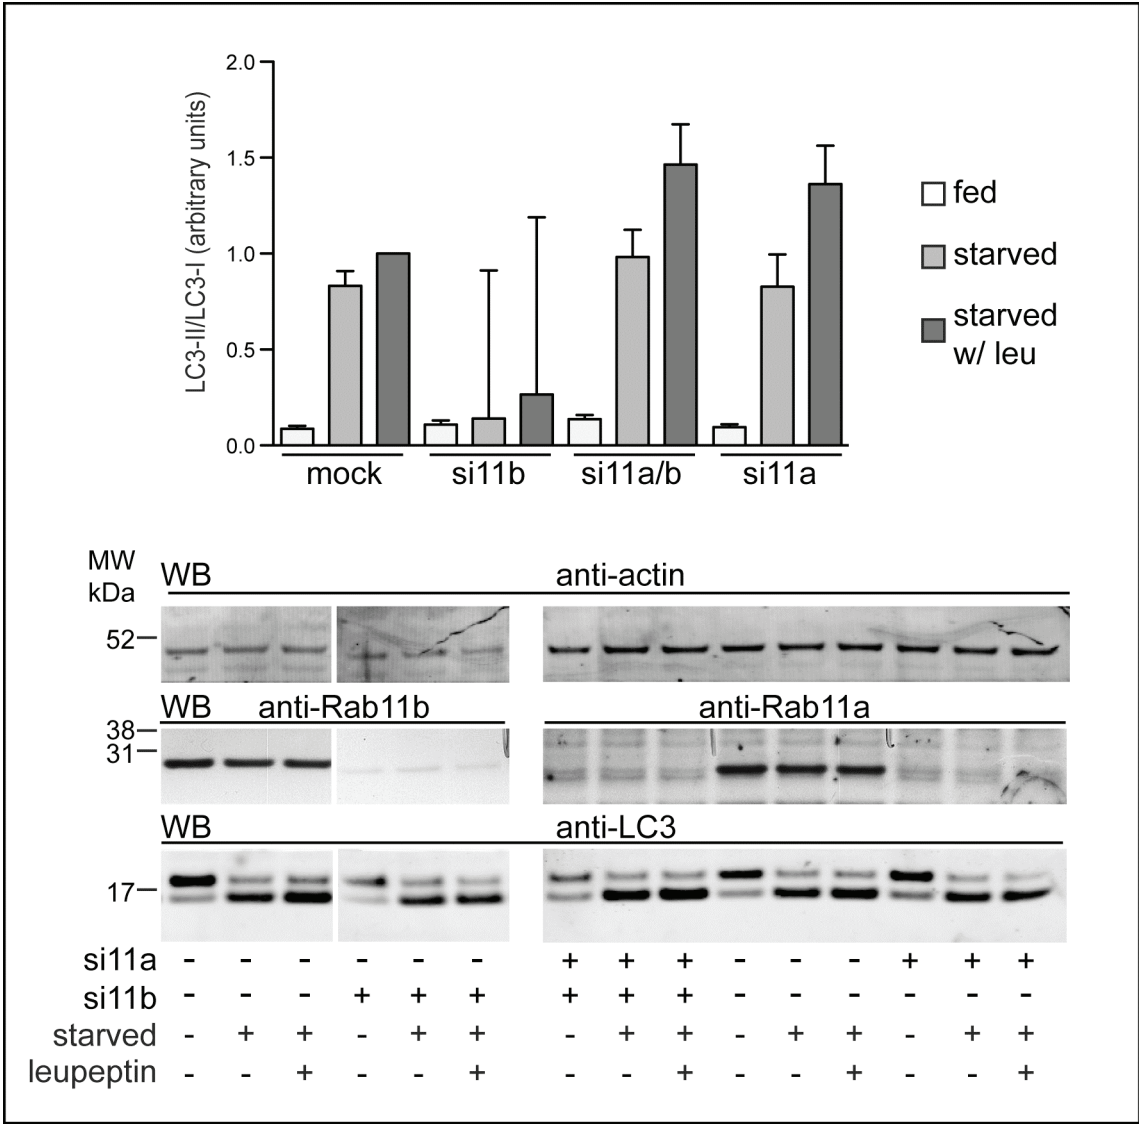 2.0
1.5
1.0
0.5
0.0
LC3-II/LC3-I (arbitrary units)
mock si11b si11a/b si11a
fed
starved
starved
w/ leu
MW
kDa
WB anti-actin
52
WB anti-Rab11b anti-Rab11a
38
31
WB anti-LC3
17
si11a - - - - - - + + + - - - + + +
si11b - - - + + + + + + - - - - - -
starved - + + - + + - + + - + + - + +
leupeptin - - + - - + - - + - - + - - +